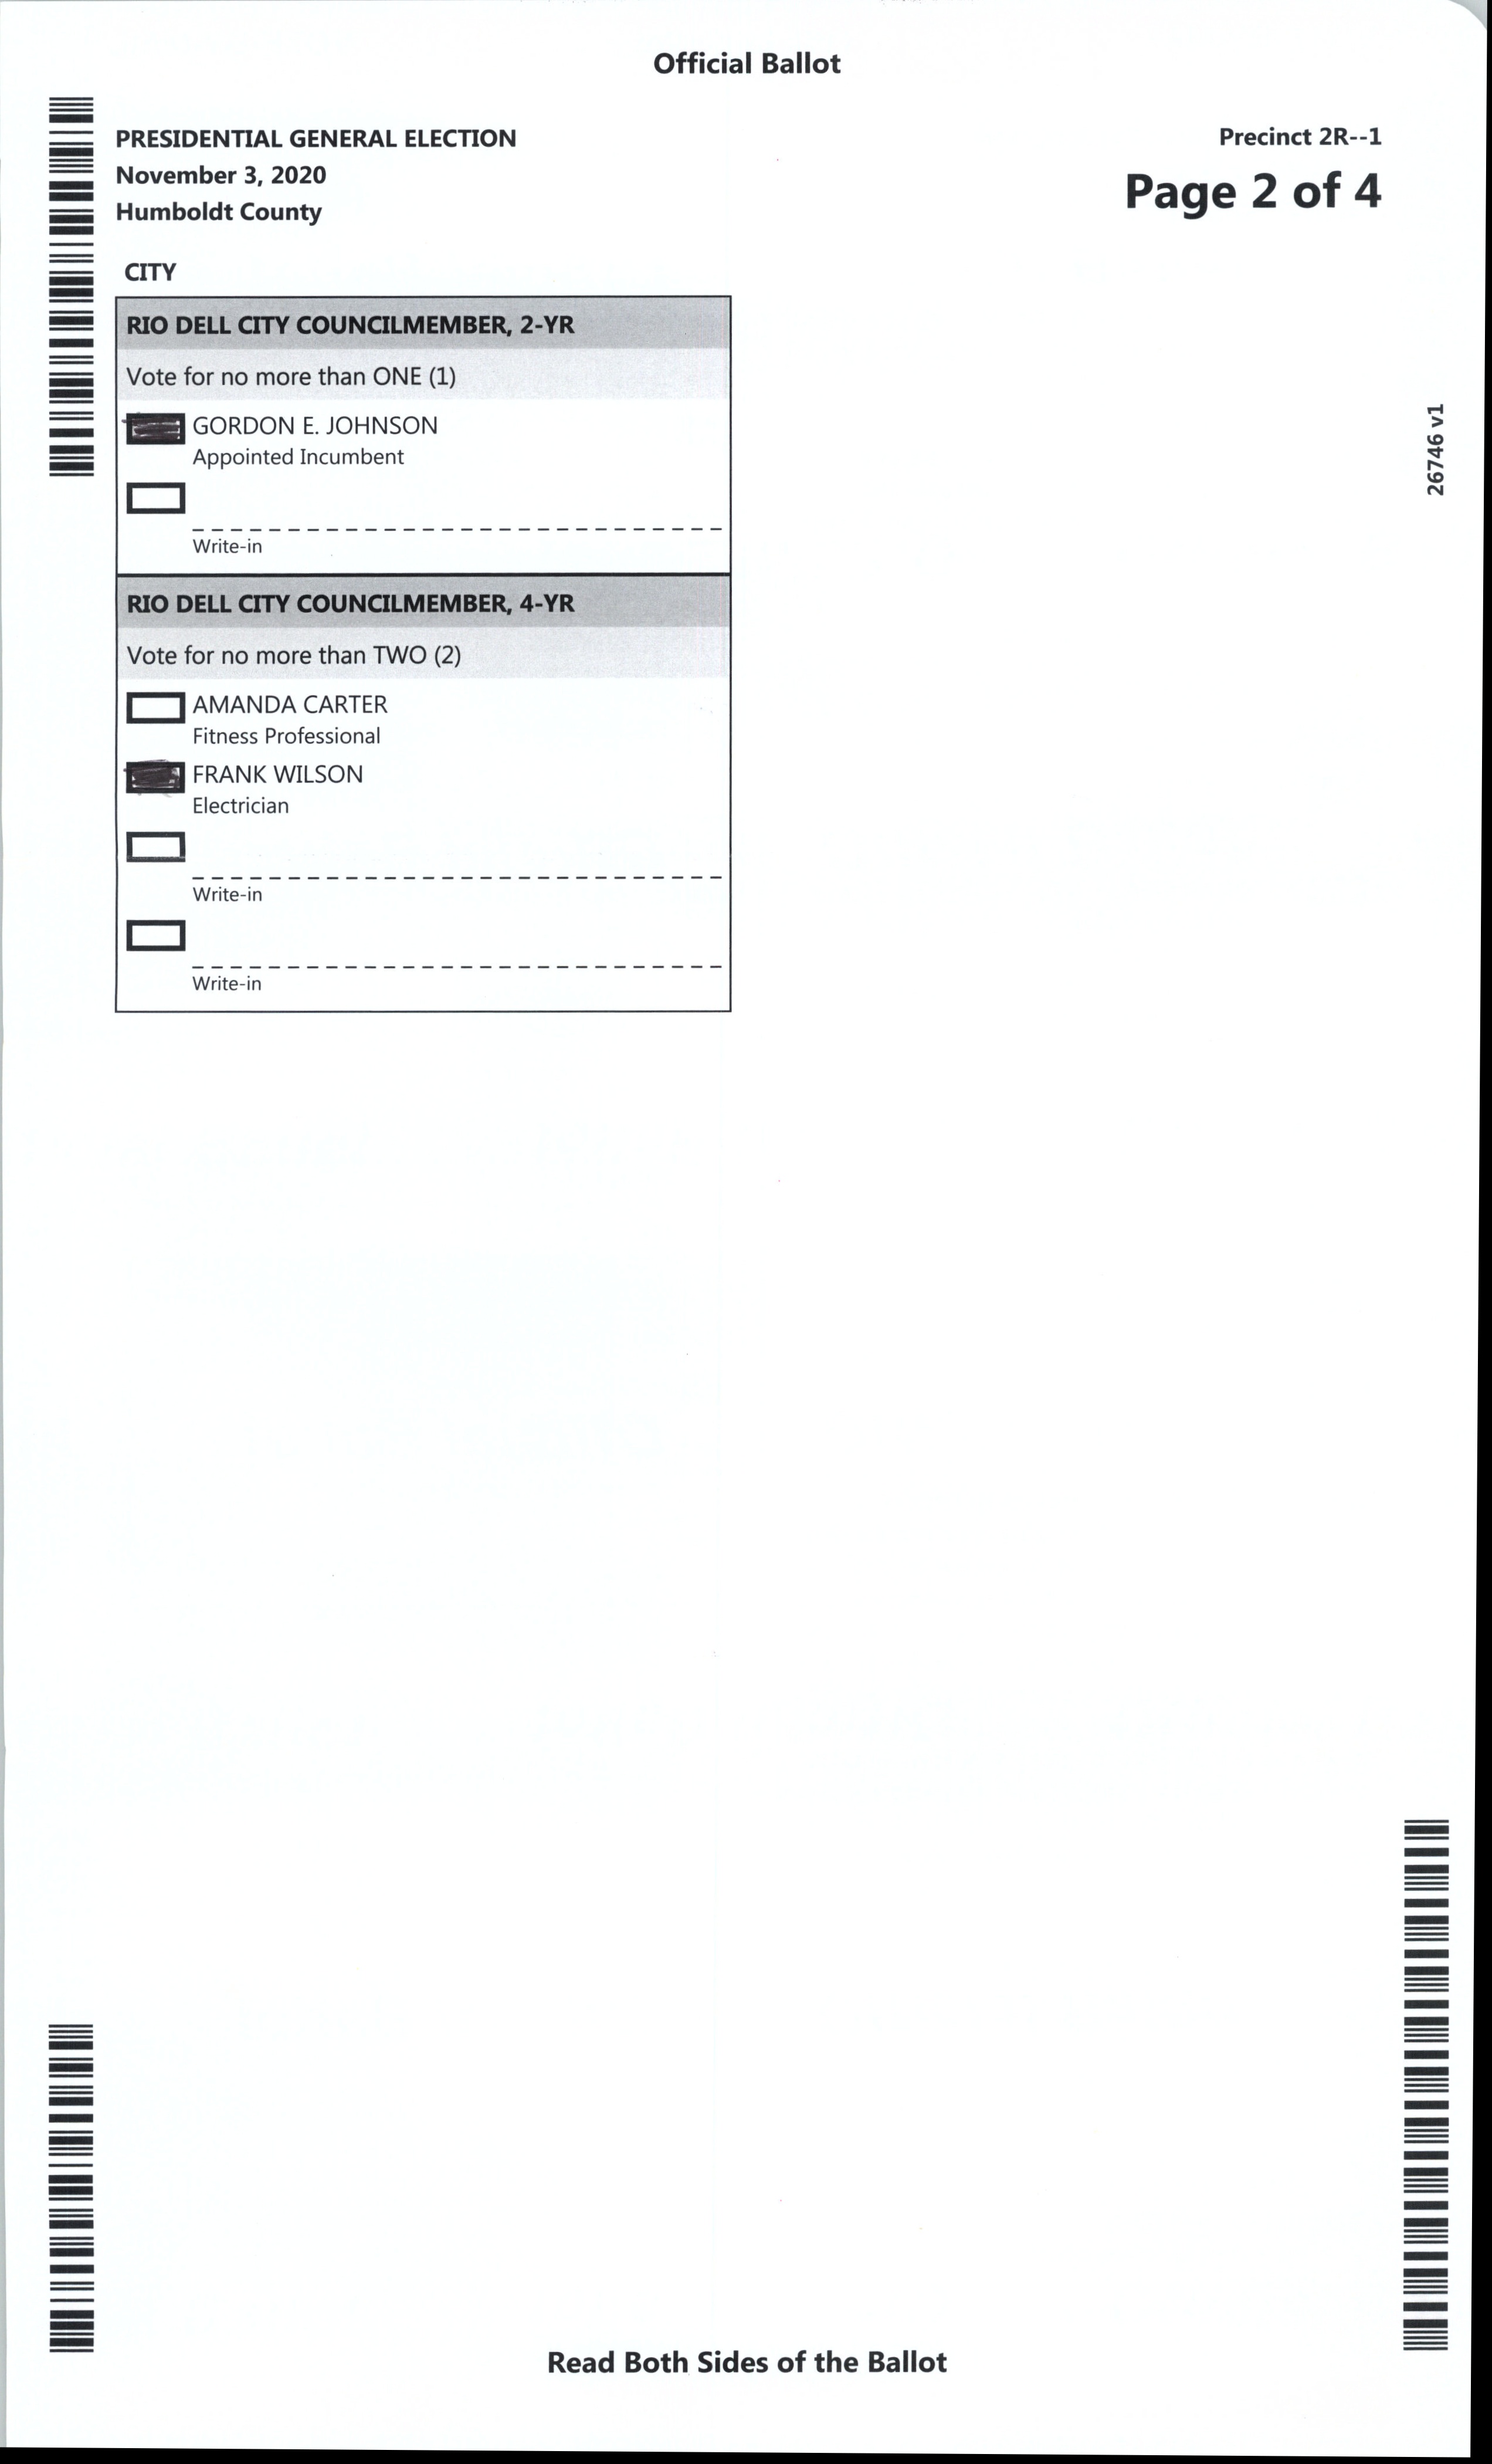 Official Ballot
PRESIDENTIAL GENERAL ELECTION
November 3, 2020
Humboldt County
Precinct 2R--1
Page 2 of 4
CITY
RIO DELL CITY COUNCILMEMBER, 2-YR
Vote for no more than ONE (1)
GORDON E. JOHNSON
Appointed Incumbent
Write-in
RIO DELL CITY COUNCILMEMBER, 4-YR
Vote for no more than TWO (2)
AMANDA CARTER
Fitness Professional
FRANK WILSON
Electrician
Write-in
Write-in
26746 v1
Read Both Sides of the Ballot